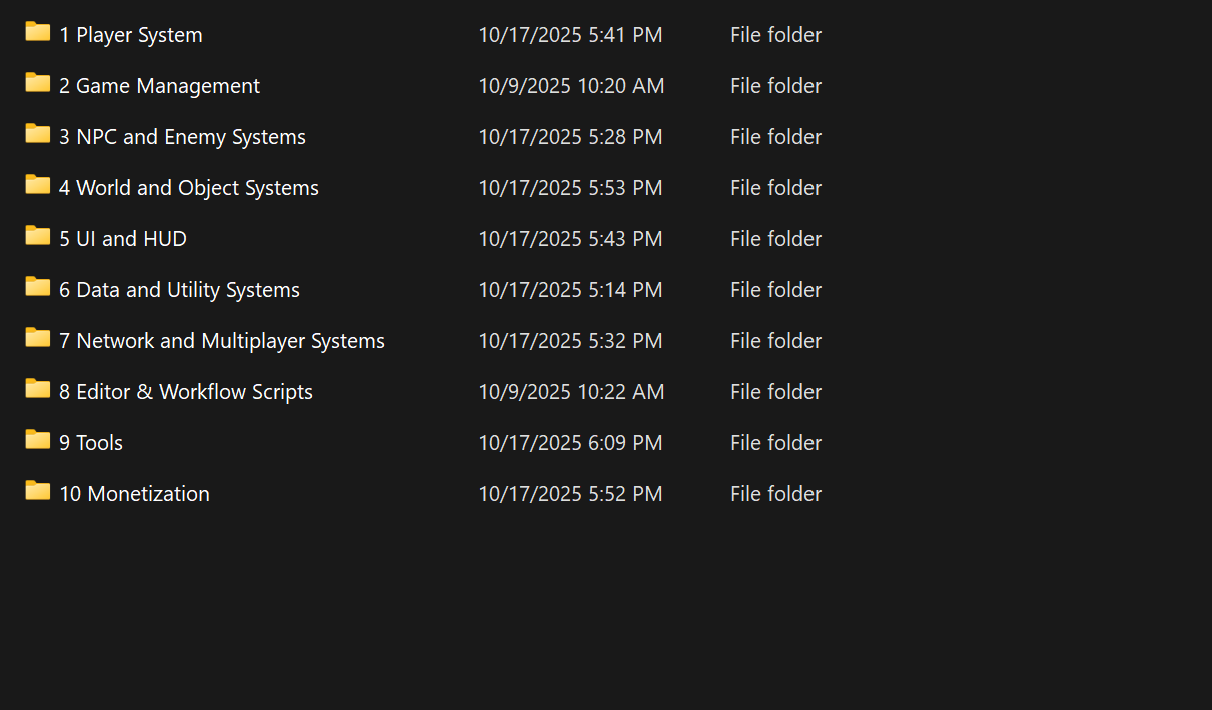 1 Player System 10/17/2025 5:41 PM File folder
2 Game Management 10/9/2025 10:20 AM File folder
3 NPC and Enemy Systems 10/17/2025 5:28 PM File folder
4 World and Object Systems 10/17/2025 5:53 PM File folder
5 UI and HUD 10/17/2025 5:43 PM File folder
6 Data and Utility Systems 10/17/2025 5:14 PM File folder
7 Network and Multiplayer Systems 10/17/2025 5:32 PM File folder
8 Editor & Workflow Scripts 10/9/2025 10:22 AM File folder
9 Tools 10/17/2025 6:09 PM File folder
10 Monetization 10/17/2025 5:52 PM File folder